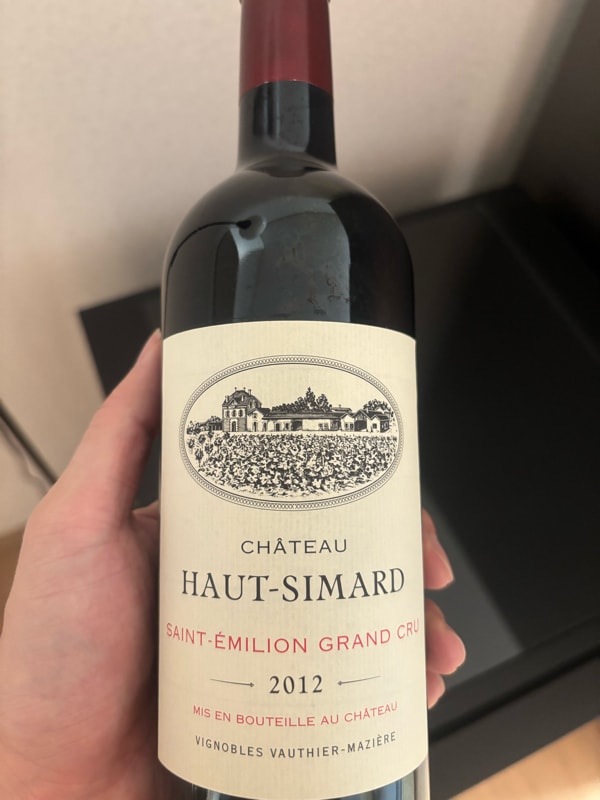 CHÂTEAU
HAUT-SIMARD
SAINT-ÉMILION GRAND CRU
2012
MIS EN BOUTEILLE AU CHÂTEAU
VIGNOBLES VAUTHIER-MAZIÈRE